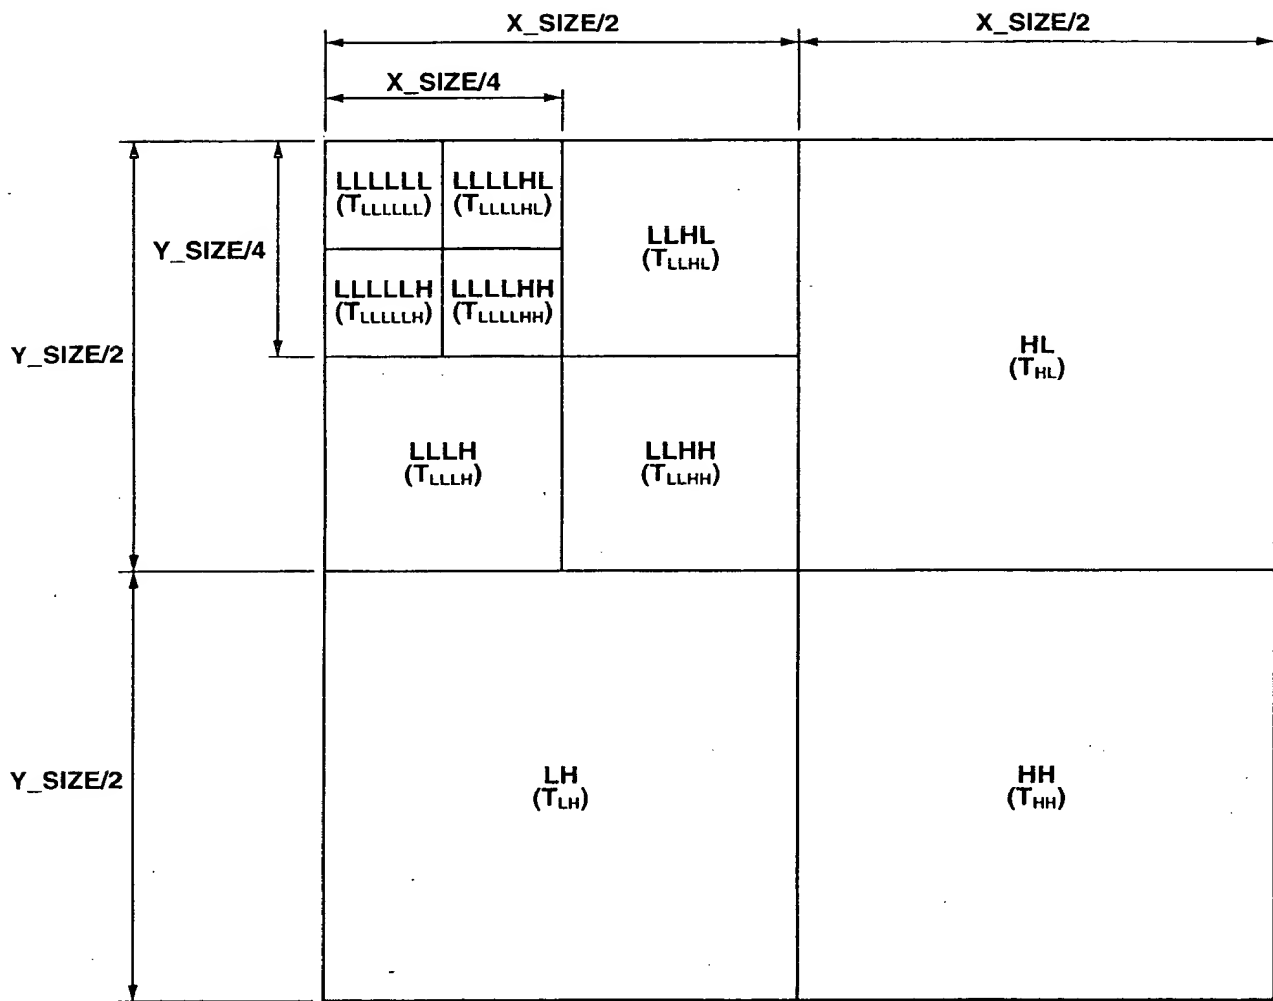 X_SIZE/2 X_SIZE/2
X_SIZE/4
LLLLLL LLLLHL
(TLLLLLL) (TLLLLHL)
LLHL
(TLLHL)
Y_SIZE/4
LLLLLH LLLLHH
(TLLLLLH) (TLLLLHH)
Y_SIZE/2
HL
(THL)
LLLH LLHH
(TLLLH) (TLLHH)
Y_SIZE/2
LH HH
(TLH) (THH)